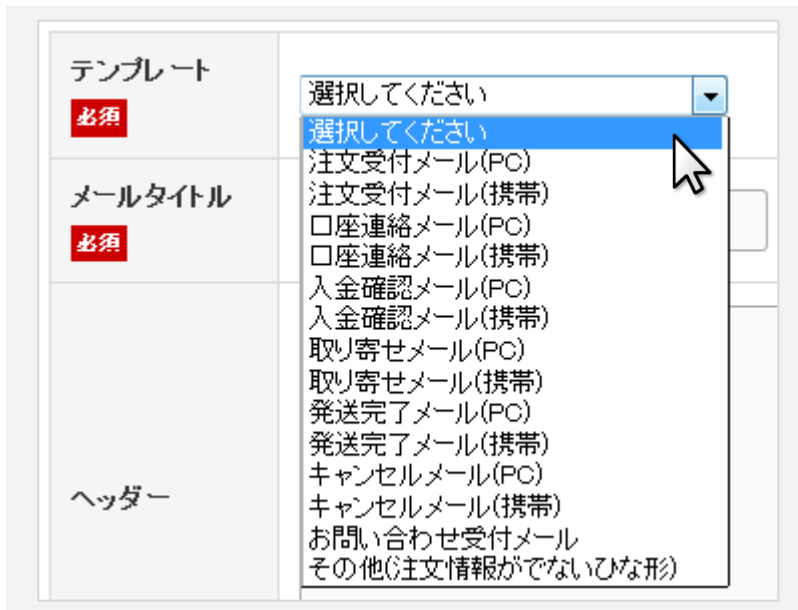 テンプレート
必須
選択してください
選択してください
注文受付メール(PC)
注文受付メール(携帯)
メールタイトル
必須
口座連絡メール(PC)
口座連絡メール(携帯)
入金確認メール(PC)
入金確認メール(携帯)
取り寄せメール(PC)
取り寄せメール(携帯)
発送完了メール(PC)
発送完了メール(携帯)
キャンセルメール(PC)
キャンセルメール(携帯)
お問い合わせ受付メール
その他(注文情報がでないひな形)
ヘッダー